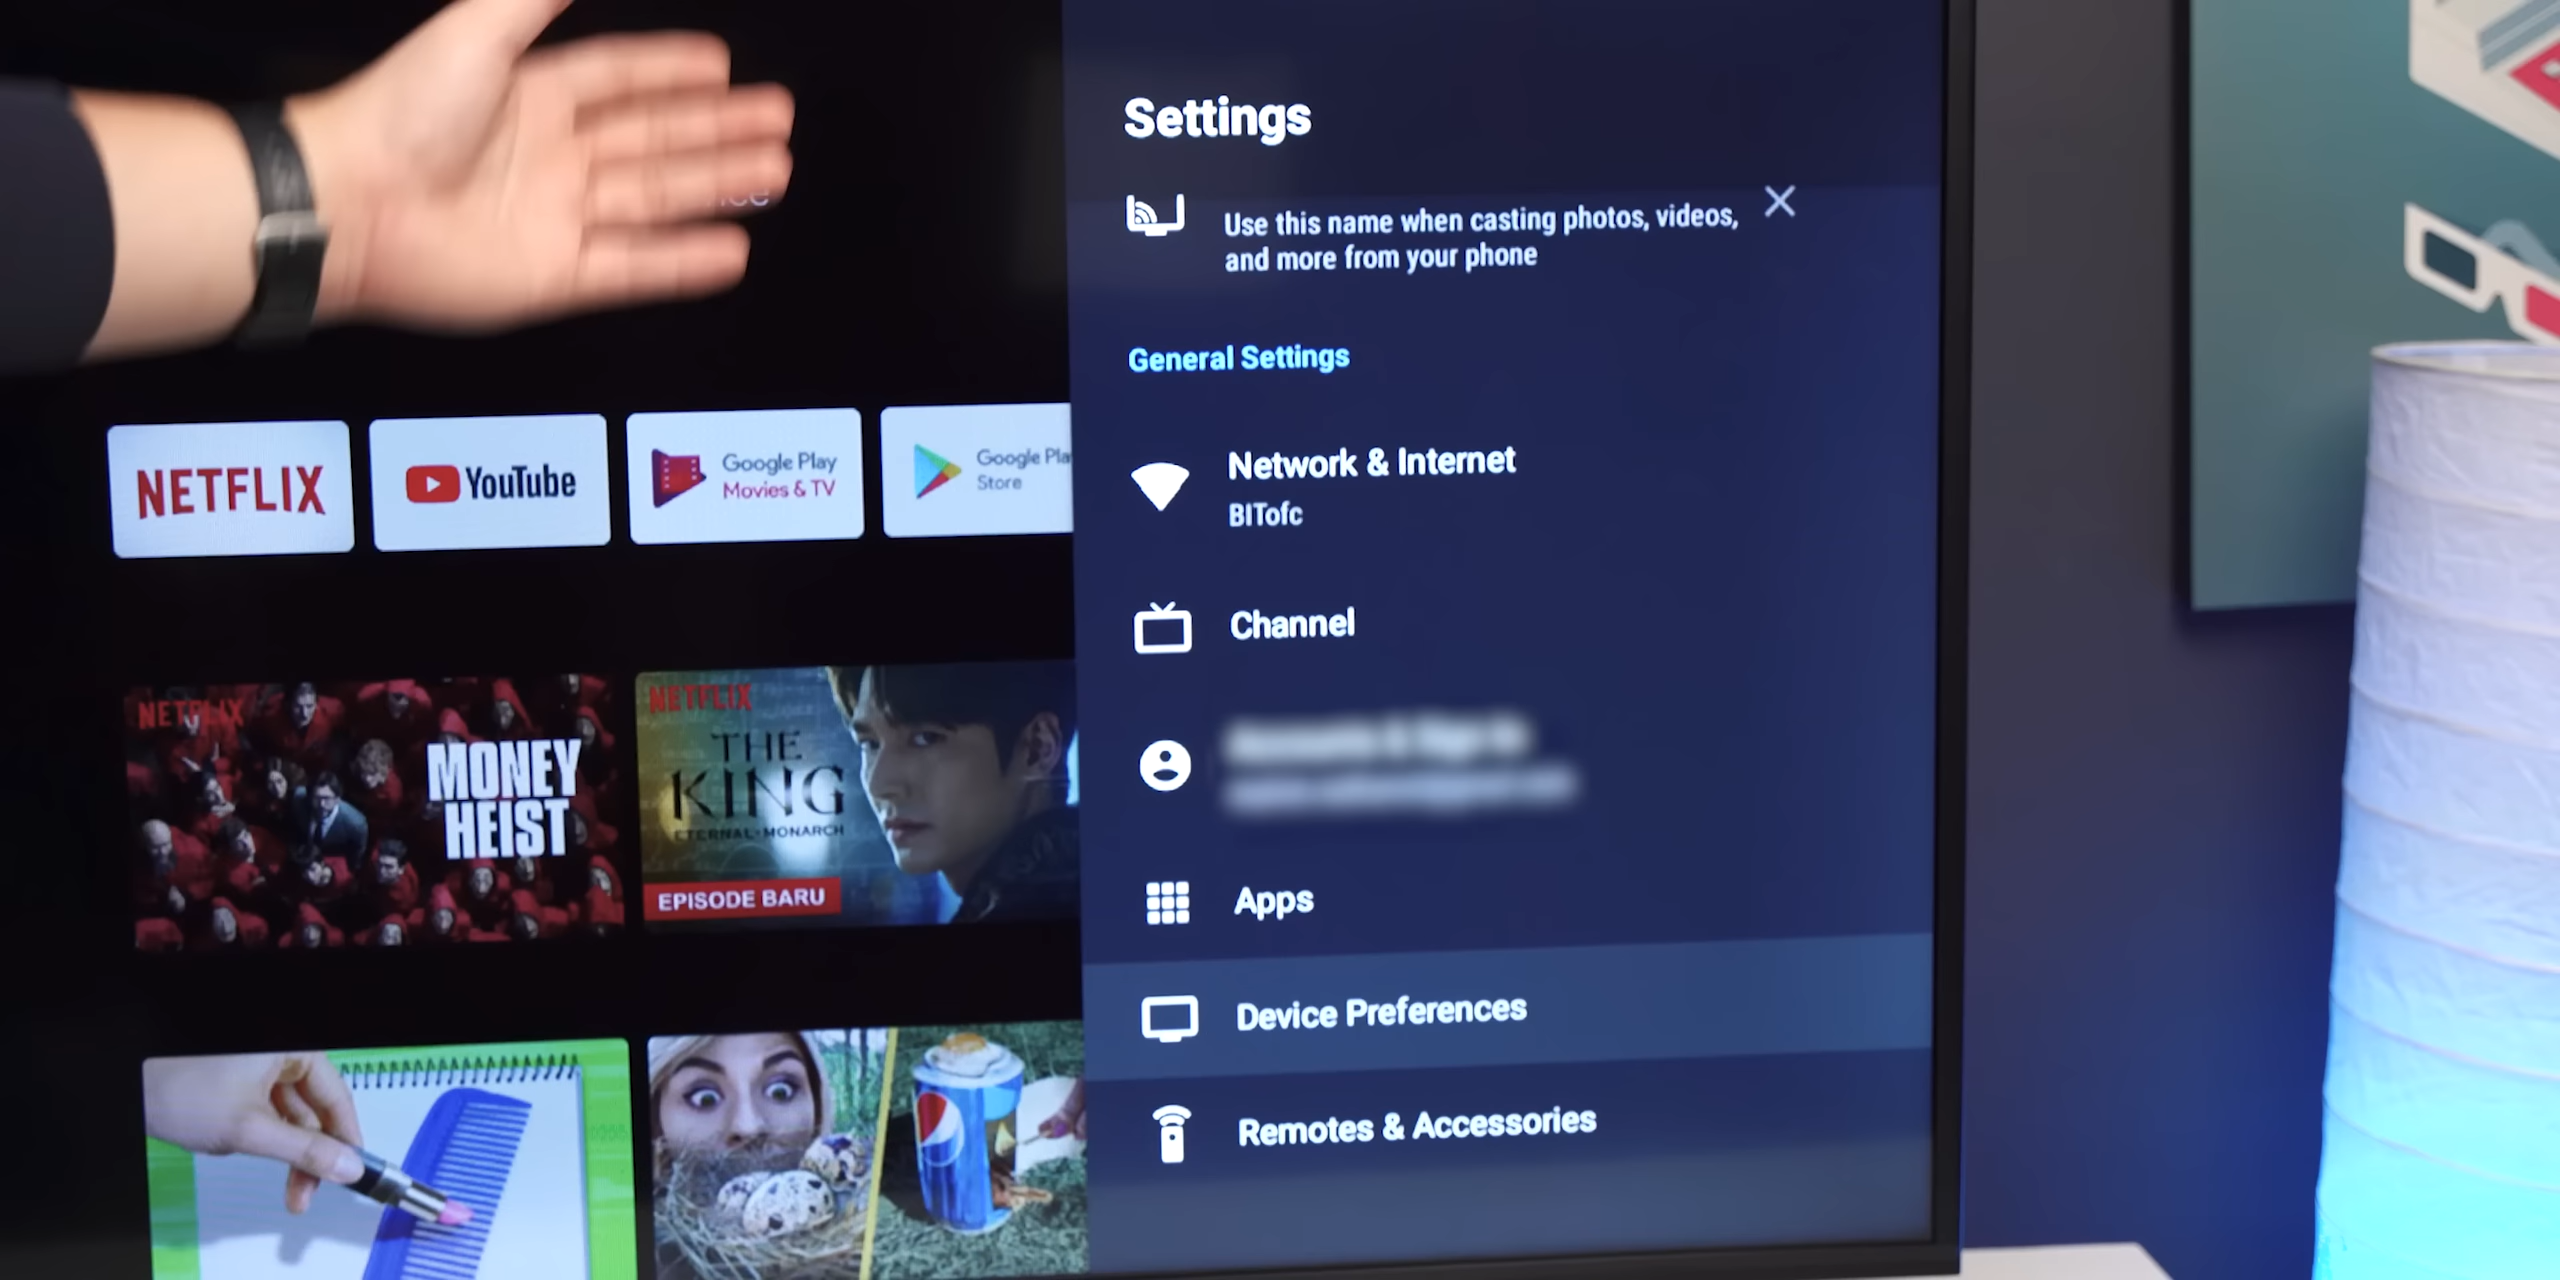 Settings
Use this name when casting photos, videos,
and more from your phone
General Settings
Network & Internet
BITofc
Channel
Apps
Device Preferences
Remotes & Accessories
NETFLIX
YouTube
Google Play
Movies & TV
Google Pla
Store
NETFLIX
MONEY
HEIST
NETFLIX
THE
KING
ETERNAL·MONARCH
EPISODE BARU